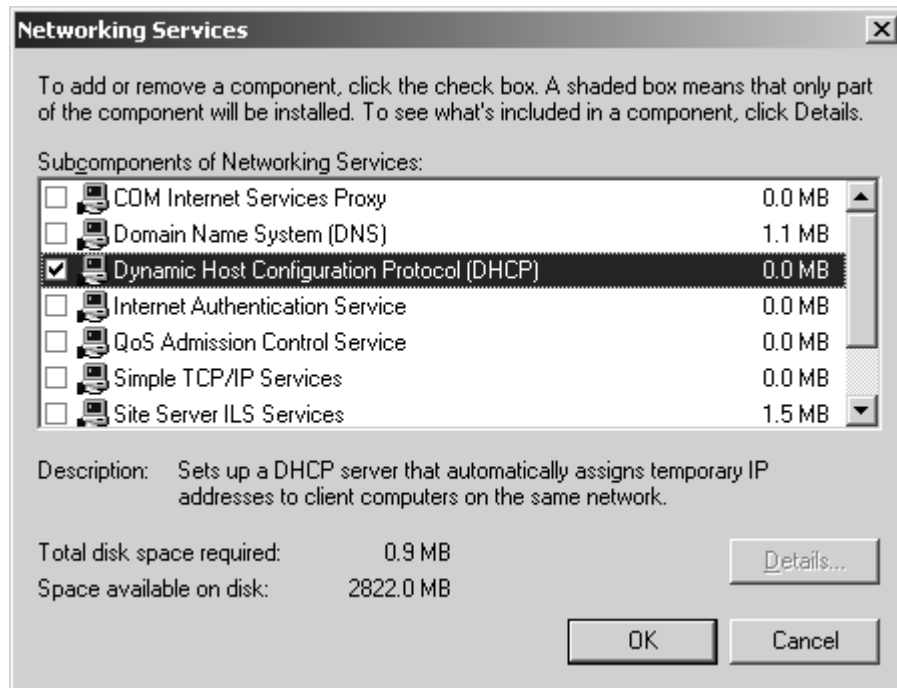 Networking Services
To add or remove a component, click the check box. A shaded box means that only part
of the component will be installed. To see what's included in a component, click Details.
Subcomponents of Networking Services:
COM Internet Services Proxy 0.0 MB
Domain Name System (DNS) 1.1 MB
Dynamic Host Configuration Protocol (DHCP) 0.0 MB
Internet Authentication Service 0.0 MB
QoS Admission Control Service 0.0 MB
Simple TCP/IP Services 0.0 MB
Site Server ILS Services 1.5 MB
Description: Sets up a DHCP server that automatically assigns temporary IP
addresses to client computers on the same network.
Total disk space required: 0.9 MB
Space available on disk: 2822.0 MB
Details...
OK Cancel